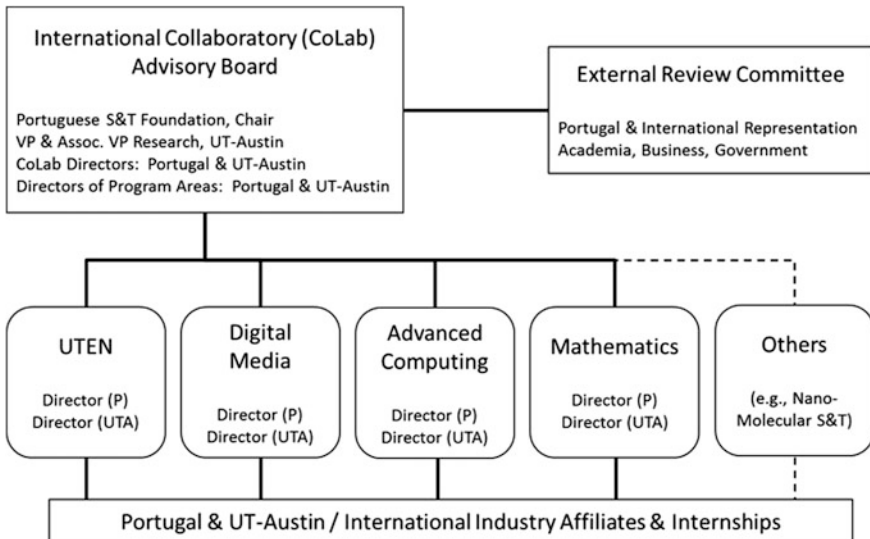 International Collaboratory (CoLab)
Advisory Board
Portuguese S&T Foundation, Chair
VP & Assoc. VP Research, UT-Austin
CoLab Directors: Portugal & UT-Austin
Directors of Program Areas: Portugal & UT-Austin
External Review Committee
Portugal & International Representation
Academia, Business, Government
UTEN
Director (P)
Director (UTA)
Digital
Media
Director (P)
Director (UTA)
Advanced
Computing
Director (P)
Director (UTA)
Mathematics
Director (P)
Director (UTA)
Others
(e.g., Nano-
Molecular S&T)
Portugal & UT-Austin / International Industry Affiliates & Internships